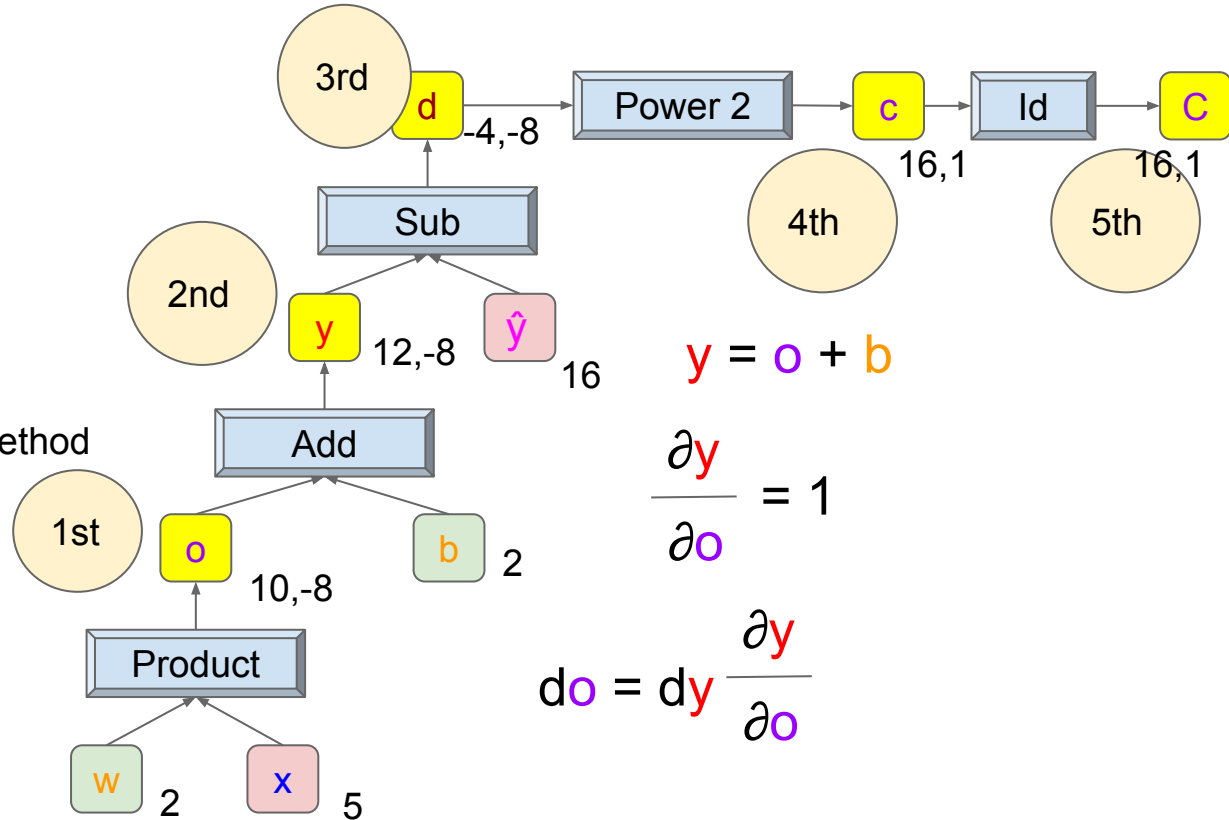 3rd
d
-4,-8
Power 2
c
16,1
Id
C
16,1
4th
5th
Sub
2nd
y
12,-8
ŷ
16
y = o + b
Add
ethod
∂y
∂o
= 1
1st
o
10,-8
b
2
Product
do = dy
∂y
∂o
w
2
x
5